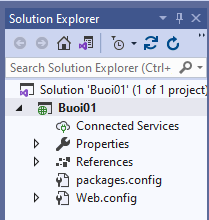 Solution Explorer
Search Solution Explorer (Ctrl+
Solution 'Buoi01' (1 of 1 project)
Buoi01
Connected Services
Properties
References
packages.config
Web.config